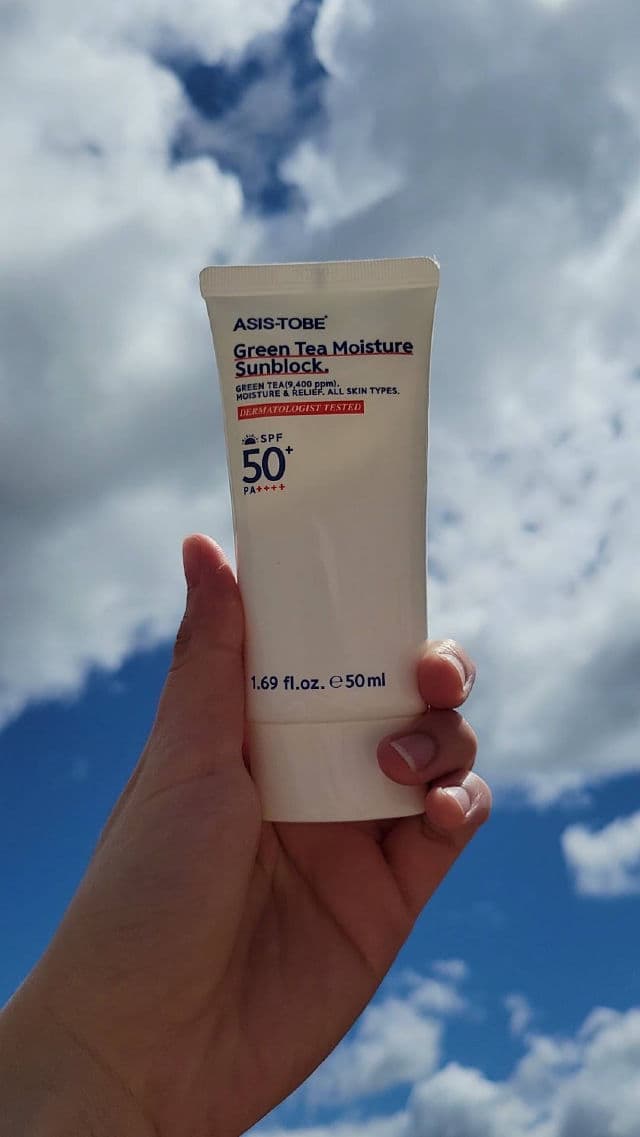 ASIS-TOBE®
Green Tea Moisture
Sunblock.
GREEN TEA(9,400 ppm).
MOISTURE & RELIEF. ALL SKIN TYPES.
DERMATOLOGIST TESTED
SPF
50+
PA++++
1.69 fl.oz. ℮50ml